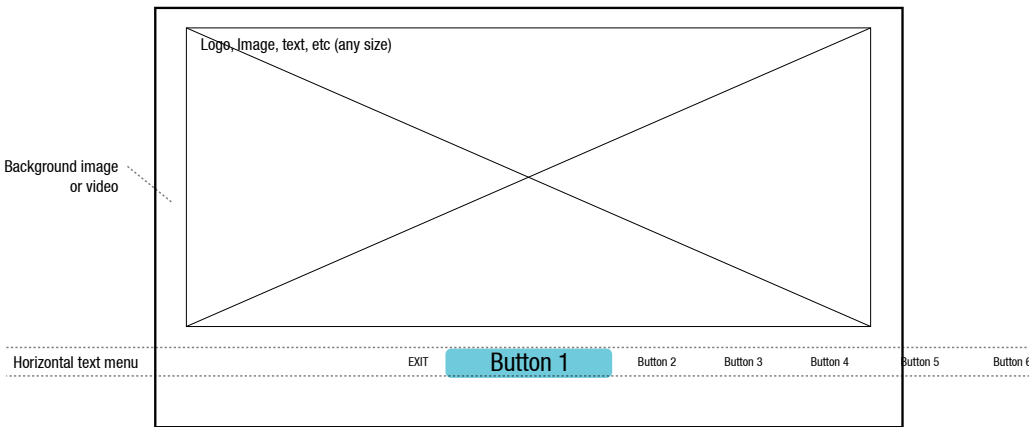 Logo, Image, text, etc (any size)
Background image
or video
Horizontal text menu
EXIT
Button 1
Button 2
Button 3
Button 4
Button 5
Button 6